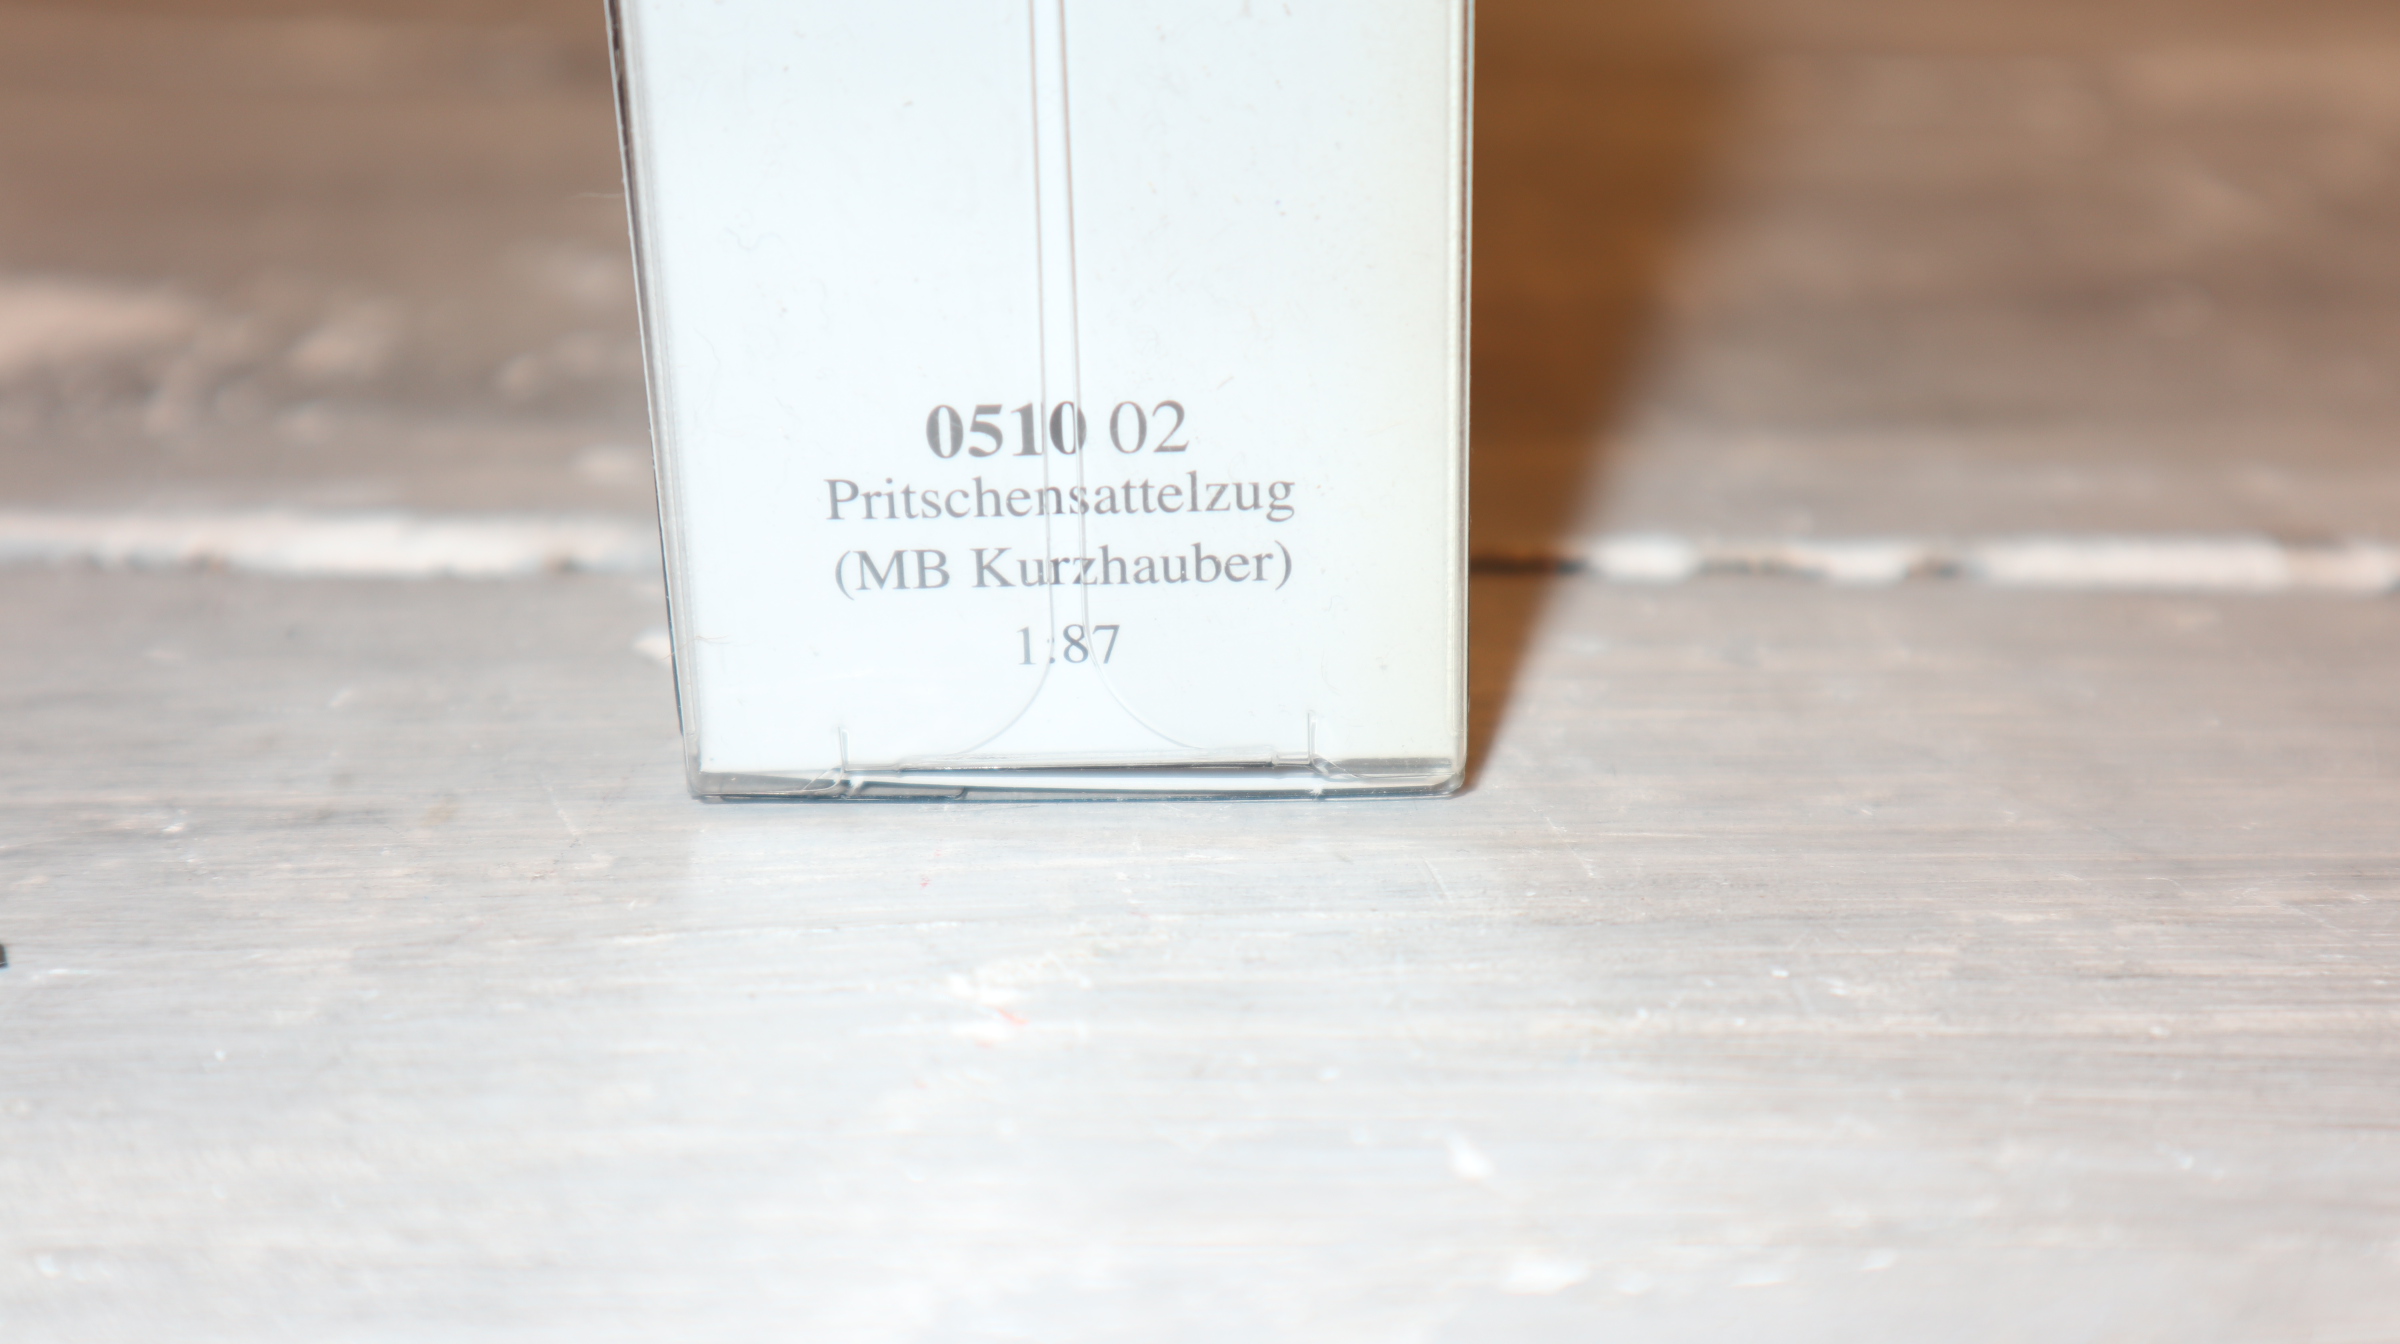 0510 02
Pritschensattelzug
(MB Kurzhauber)
1:87